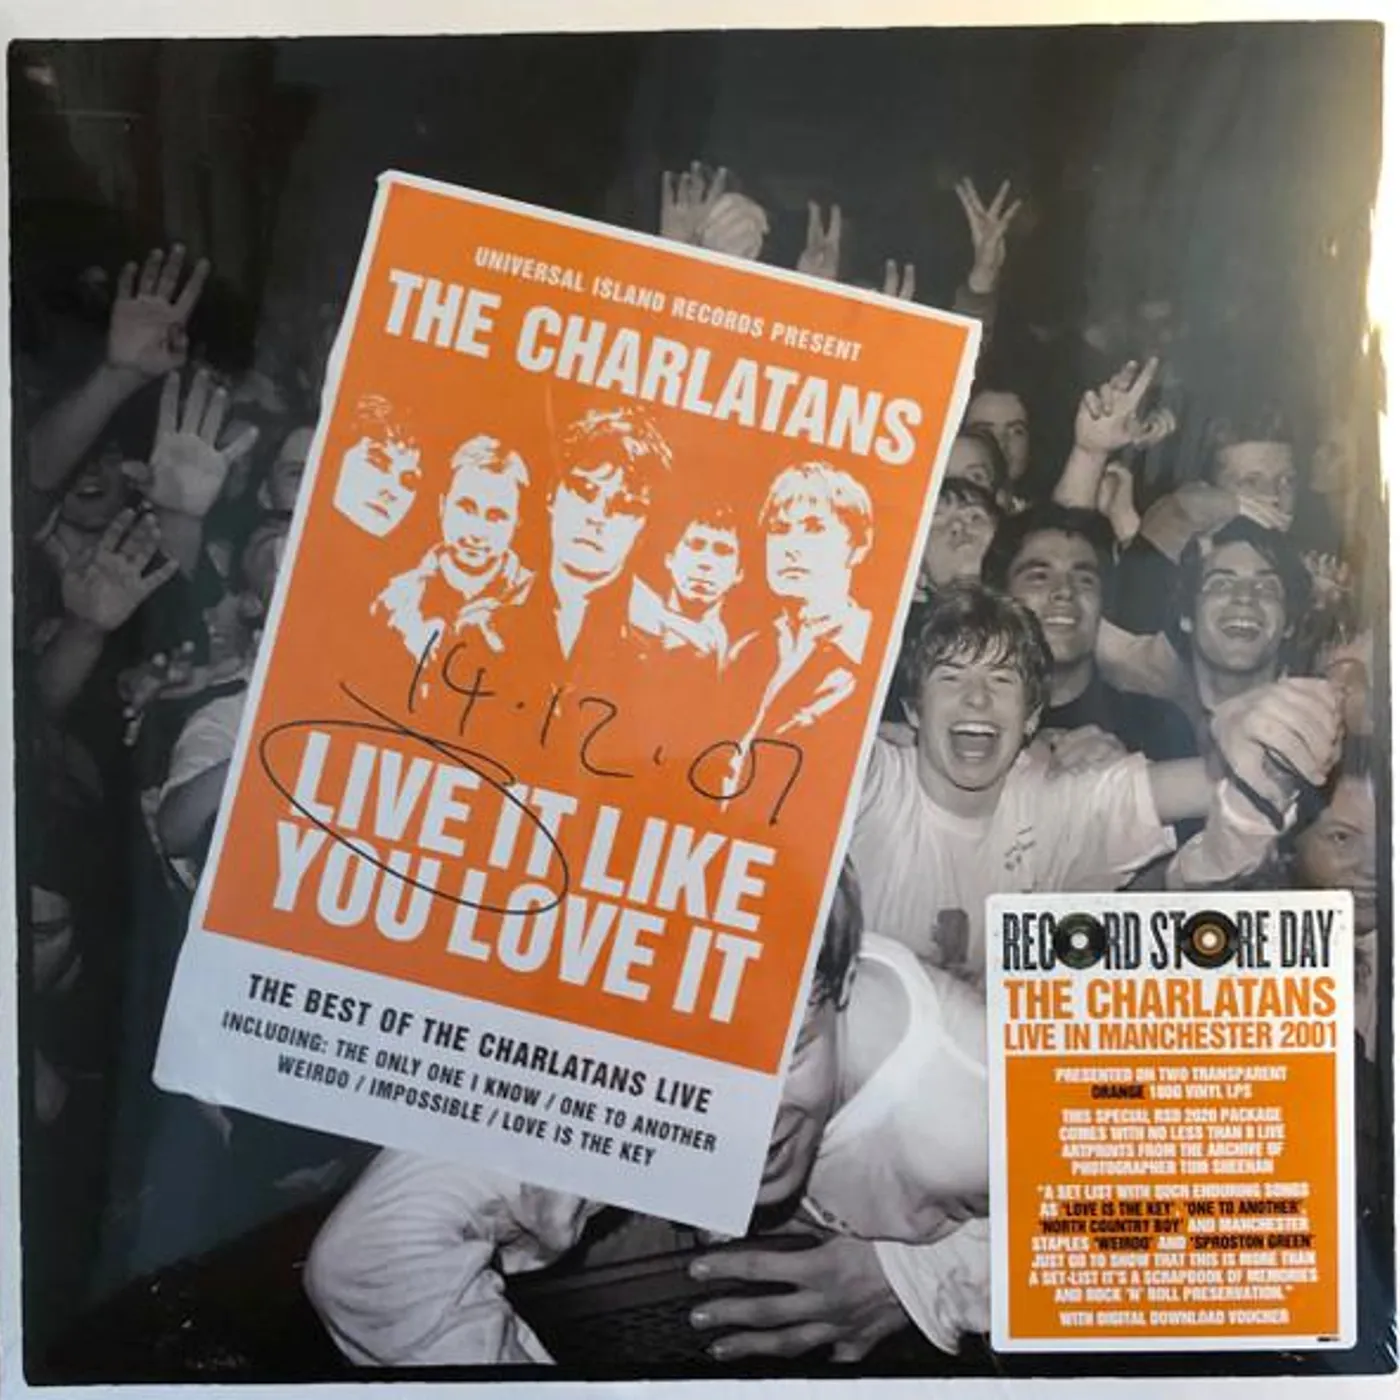 UNIVERSAL ISLAND RECORDS PRESENT
THE CHARLATANS
14.12.01
LIVE IT LIKE
YOU LOVE IT
THE BEST OF THE CHARLATANS LIVE
INCLUDING: THE ONLY ONE I KNOW / ONE TO ANOTHER
WEIRDO / IMPOSSIBLE / LOVE IS THE KEY
RECORD STORE DAY
THE CHARLATANS
LIVE IN MANCHESTER 2001
PRESENTED ON TWO TRANSPARENT
ORANGE 180G VINYL LPS
THIS SPECIAL RSD 2020 PACKAGE
COMES WITH NO LESS THAN 8 LIVE
ARTPRINTS FROM THE ARCHIVE OF
PHOTOGRAPHER TOM SHEEHAN
"A SET LIST WITH SUCH ENDURING SONGS
AS 'LOVE IS THE KEY', 'ONE TO ANOTHER',
'NORTH COUNTRY BOY' AND MANCHESTER
STAPLES 'WEIRDO' AND 'SPROSTON GREEN'
JUST GO TO SHOW THAT THIS IS MORE THAN
A SET-LIST IT'S A SCRAPBOOK OF MEMORIES
AND ROCK 'N' ROLL PRESERVATION."
WITH DIGITAL DOWNLOAD VOUCHER